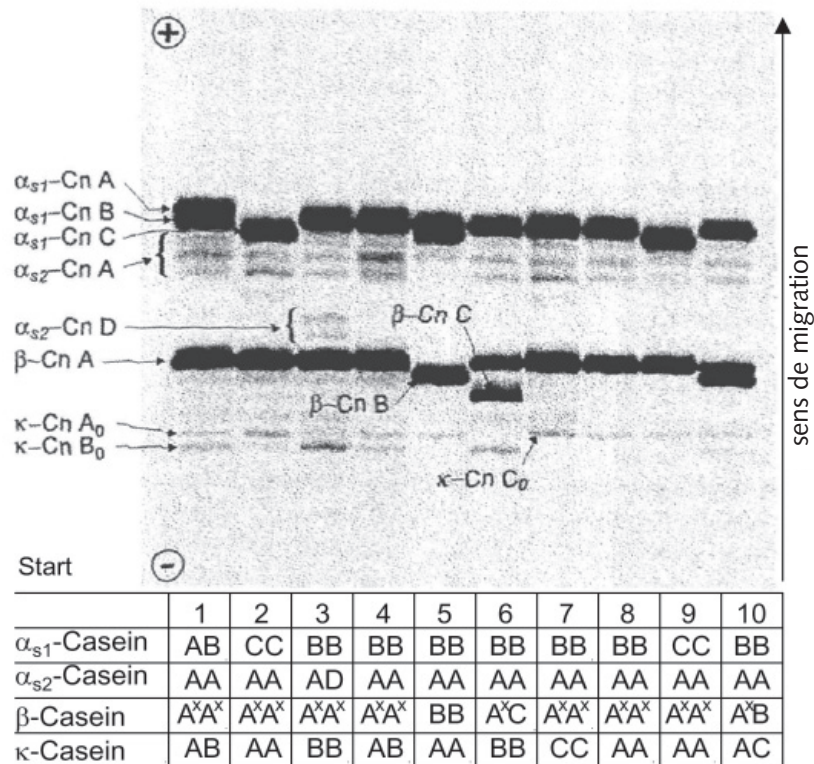 +
αs1–Cn A
αs1–Cn B
αs1–Cn C
αs2–Cn A
αs2–Cn D
β–Cn C
β–Cn A
β–Cn B
κ–Cn A0
κ–Cn B0
κ–Cn C0
sens de migration
Start
-
1 2 3 4 5 6 7 8 9 10
αs1-Casein AB CC BB BB BB BB BB BB CC BB
αs2-Casein AA AA AD AA AA AA AA AA AA AA
β-Casein AˣAˣ AˣAˣ AˣAˣ AˣAˣ BB AˣC AˣAˣ AˣAˣ AˣAˣ AˣB
κ-Casein AB AA BB AB AA BB CC AA AA AC